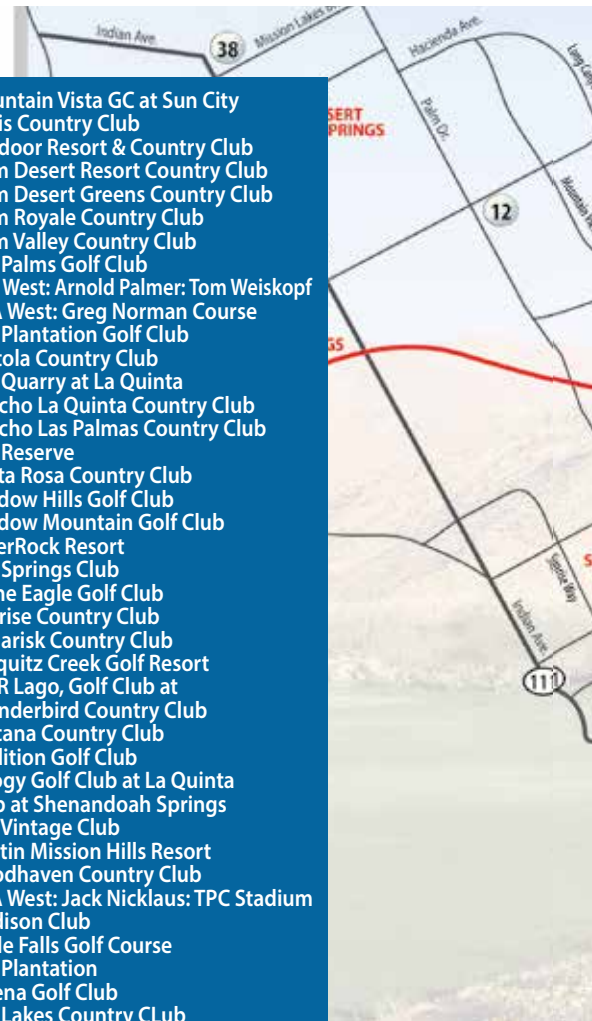 Indian Ave.
38
Mission Lakes
Hacienda Ave.
Palm Dr.
12
SERT
PRINGS
GS
Sunrise Way
Indian Ave.
111
untain Vista GC at Sun City
is Country Club
door Resort & Country Club
m Desert Resort Country Club
m Desert Greens Country Club
m Royale Country Club
m Valley Country Club
Palms Golf Club
West: Arnold Palmer: Tom Weiskopf
A West: Greg Norman Course
Plantation Golf Club
tola Country Club
Quarry at La Quinta
cho La Quinta Country Club
cho Las Palmas Country Club
Reserve
ta Rosa Country Club
dow Hills Golf Club
dow Mountain Golf Club
erRock Resort
Springs Club
ne Eagle Golf Club
rise Country Club
arisk Country Club
quitz Creek Golf Resort
R Lago, Golf Club at
nderbird Country Club
tana Country Club
dition Golf Club
ogy Golf Club at La Quinta
b at Shenandoah Springs
Vintage Club
tin Mission Hills Resort
odhaven Country Club
A West: Jack Nicklaus: TPC Stadium
dison Club
le Falls Golf Course
Plantation
ena Golf Club
Lakes Country CLub